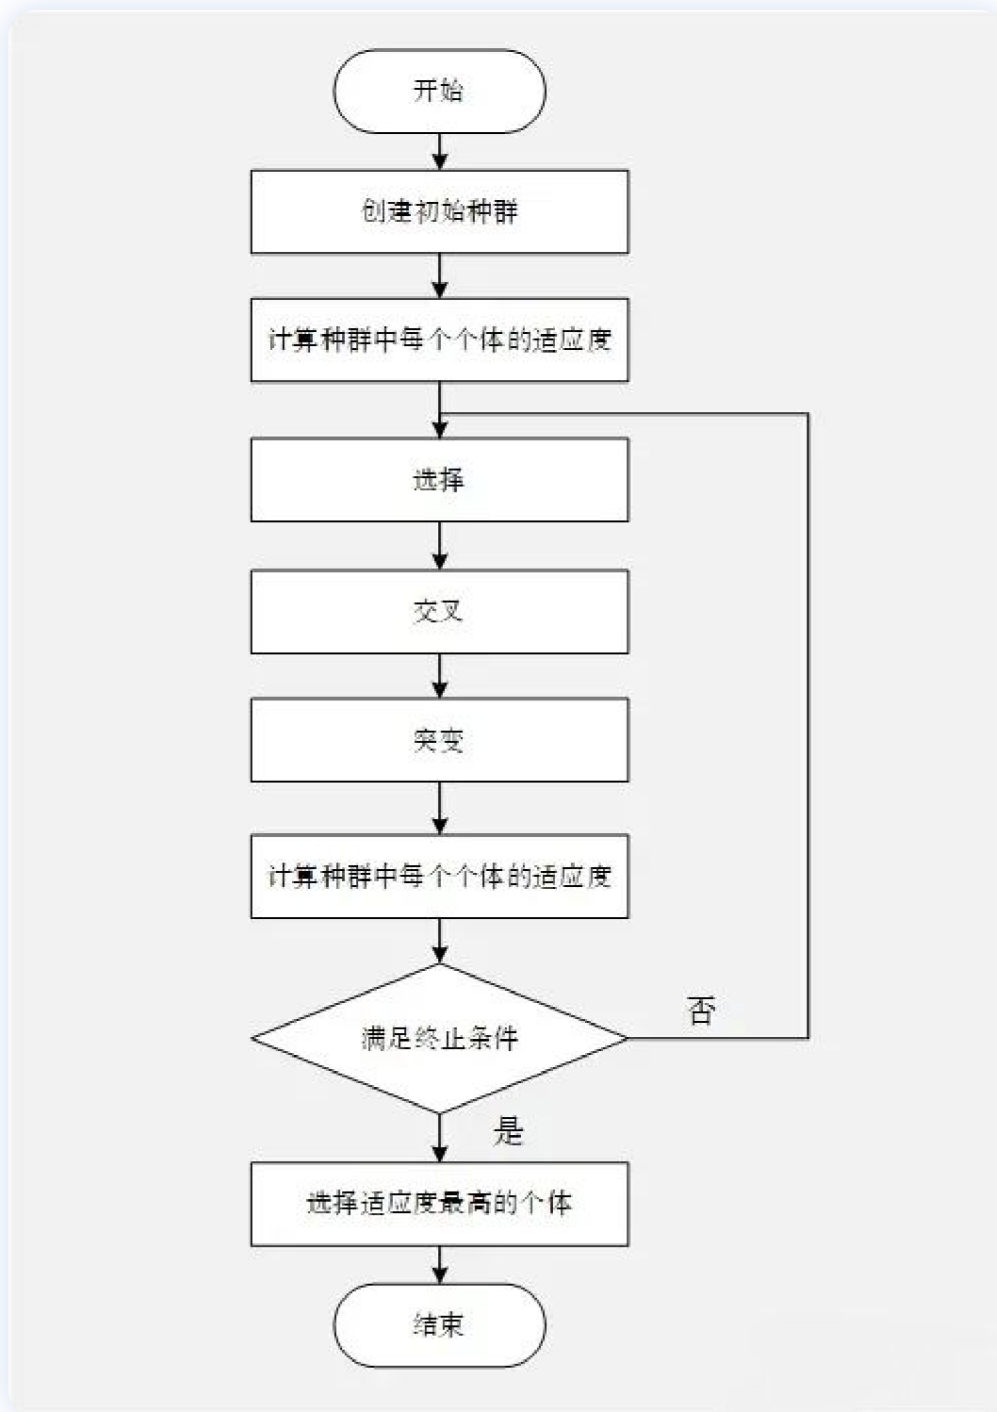 开始
创建初始种群
计算种群中每个个体的适应度
选择
交叉
突变
计算种群中每个个体的适应度
满足终止条件
否
是
选择适应度最高的个体
结束